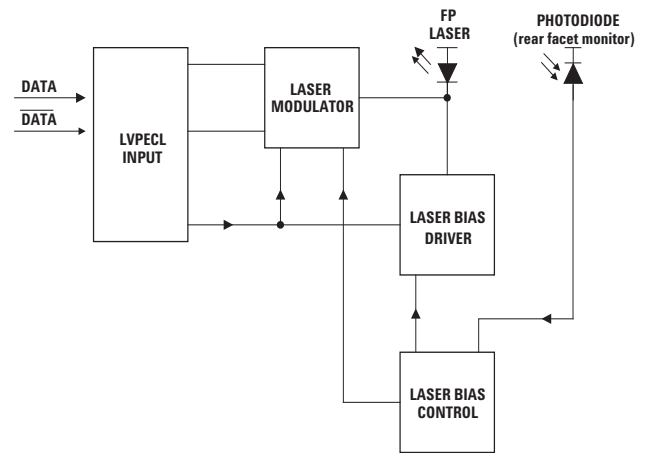 FP
LASER
PHOTODIODE
(rear facet monitor)
DATA
DATA
LVPECL
INPUT
LASER
MODULATOR
LASER BIAS
DRIVER
LASER BIAS
CONTROL